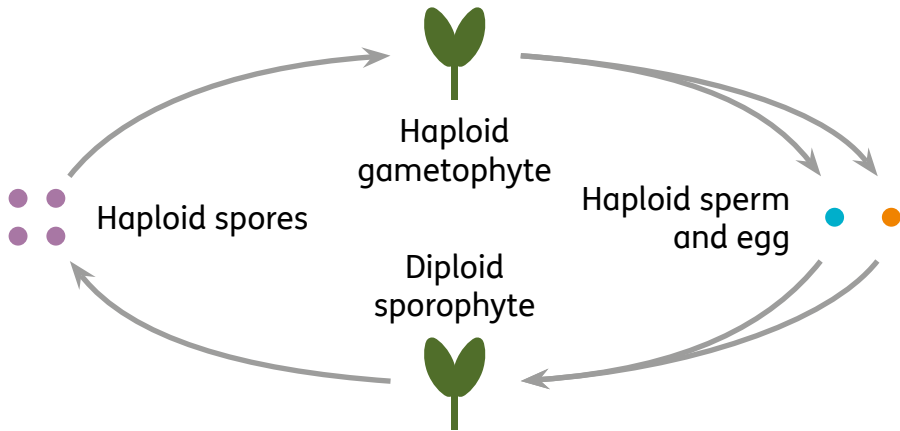 Haploid
gametophyte
Haploid spores
Haploid sperm
and egg
Diploid
sporophyte